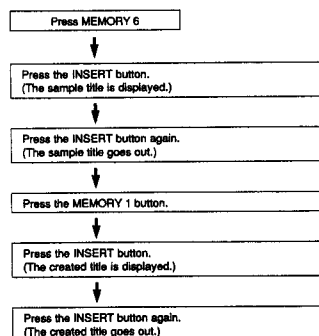 Press MEMORY 6
Press the INSERT button.
(The sample title is displayed.)
Press the INSERT button again.
(The sample title goes out.)
Press the MEMORY 1 button.
Press the INSERT button.
(The created title is displayed.)
Press the INSERT button again.
(The created title goes out.)